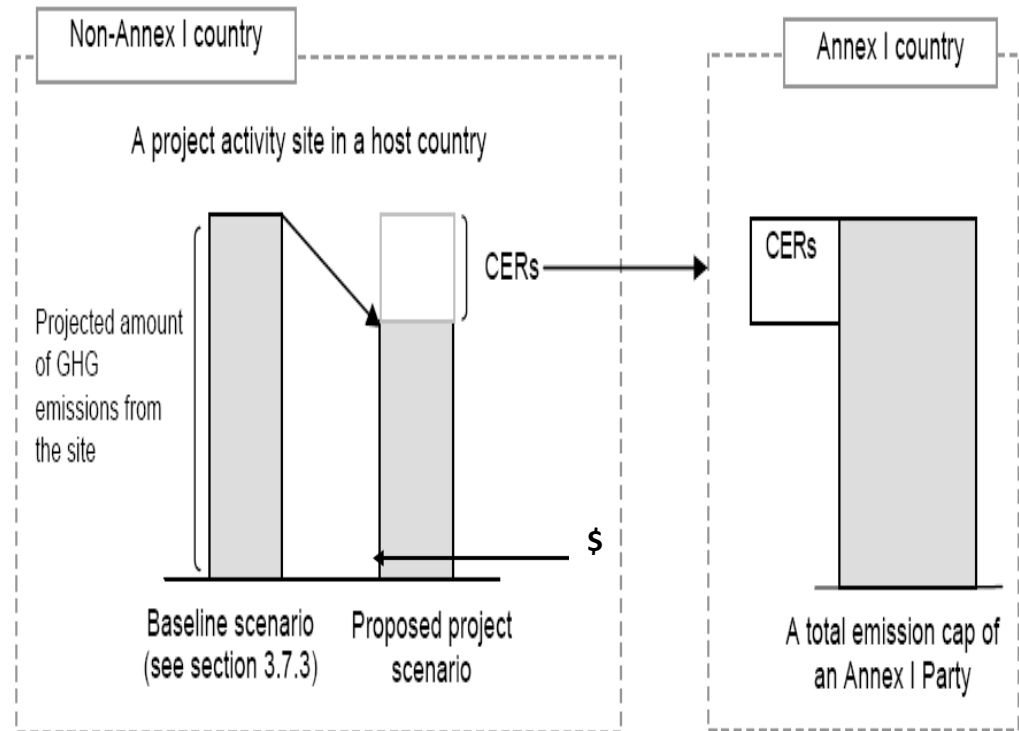 Non-Annex I country
Annex I country
A project activity site in a host country
CERs
CERs
Projected amount
of GHG
emissions from
the site
$
Baseline scenario
(see section 3.7.3)
Proposed project
scenario
A total emission cap of
an Annex I Party